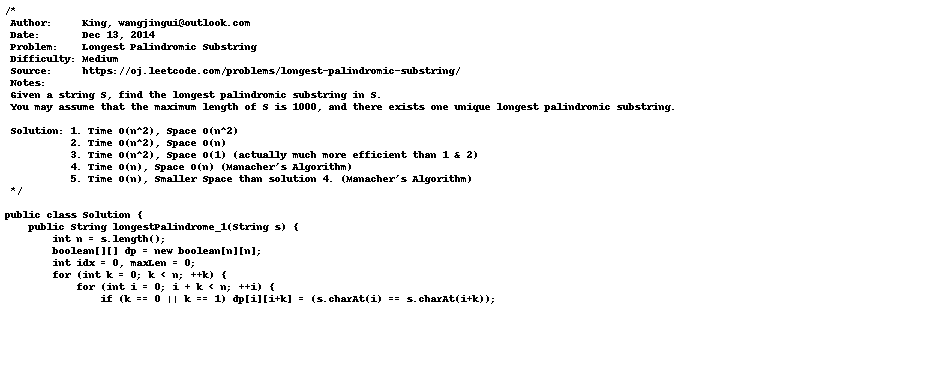 /*
 Author:     King, wangjingui@outlook.com
 Date:       Dec 13, 2014
 Problem:    Longest Palindromic Substring
 Difficulty: Medium
 Source:     https://oj.leetcode.com/problems/longest-palindromic-substring/
 Notes:
 Given a string S, find the longest palindromic substring in S.
 You may assume that the maximum length of S is 1000, and there exists one unique longest palindromic substring.

 Solution: 1. Time O(n^2), Space O(n^2)
           2. Time O(n^2), Space O(n)
           3. Time O(n^2), Space O(1) (actually much more efficient than 1 & 2)
           4. Time O(n), Space O(n) (Manacher's Algorithm)
           5. Time O(n), Smaller Space than solution 4. (Manacher's Algorithm)
 */

public class Solution {
    public String longestPalindrome_1(String s) {
        int n = s.length();
        boolean[][] dp = new boolean[n][n];
        int idx = 0, maxLen = 0;
        for (int k = 0; k < n; ++k) {
            for (int i = 0; i + k < n; ++i) {
                if (k == 0 || k == 1) dp[i][i+k] = (s.charAt(i) == s.charAt(i+k));